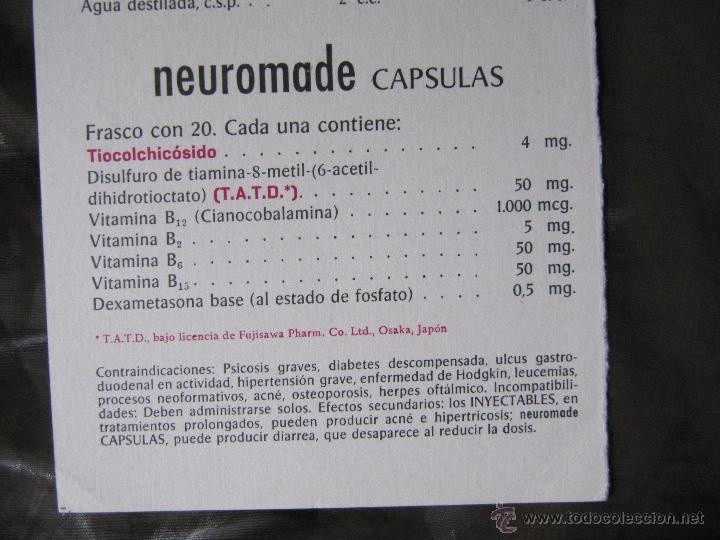 Agua destilada, c.s.p. . . 2 c.c.
neuromade CAPSULAS
Frasco con 20. Cada una contiene:
Tiocolchicósido . . . . . . . . . . . . . . . 4 mg.
Disulfuro de tiamina-8-metil-(6-acetil-
dihidrotioctato) (T.A.T.D.*). . . . . . . . . . 50 mg.
Vitamina B12 (Cianocobalamina) . . . . . . . . 1.000 mcg.
Vitamina B2 . . . . . . . . . . . . . . . . 5 mg.
Vitamina B6 . . . . . . . . . . . . . . . . 50 mg.
Vitamina B15 . . . . . . . . . . . . . . . . 50 mg.
Dexametasona base (al estado de fosfato) . . . . 0,5 mg.
* T.A.T.D., bajo licencia de Fujisawa Pharm. Co. Ltd., Osaka, Japón
Contraindicaciones: Psicosis graves, diabetes descompensada, ulcus gastro-
duodenal en actividad, hipertensión grave, enfermedad de Hodgkin, leucemias,
procesos neoformativos, acné, osteoporosis, herpes oftálmico. Incompatibili-
dades: Deben administrarse solos. Efectos secundarios: los INYECTABLES, en
tratamientos prolongados, pueden producir acné e hipertricosis; neuromade
CAPSULAS, puede producir diarrea, que desaparece al reducir la dosis.
www.todocoleccion.net